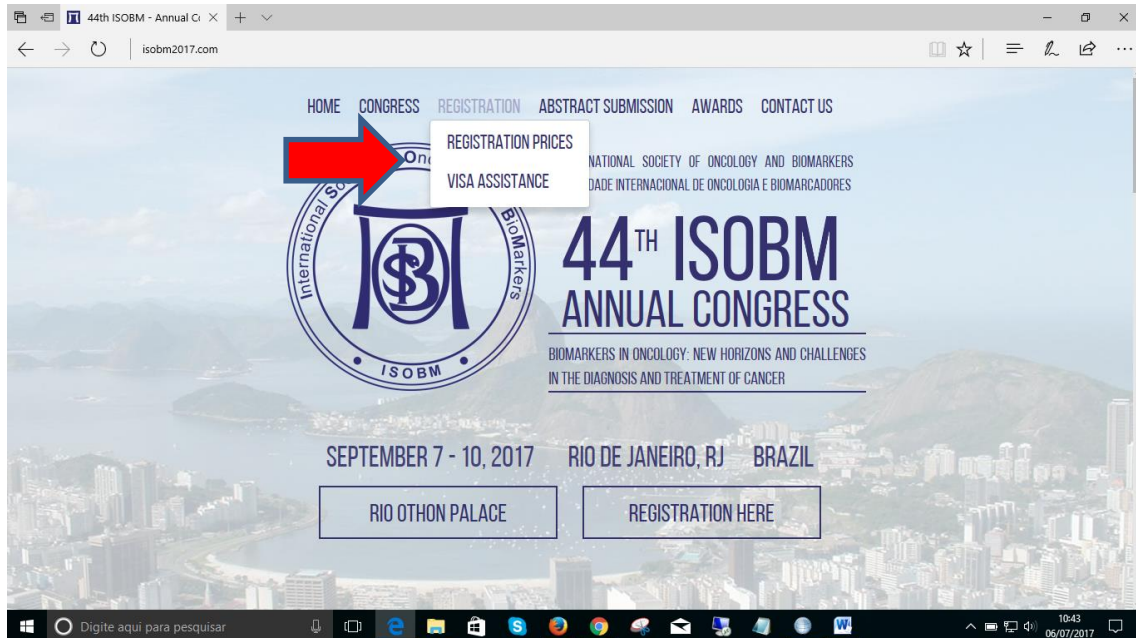 44th ISOBM - Annual C
isobm2017.com
HOME CONGRESS REGISTRATION ABSTRACT SUBMISSION AWARDS CONTACT US
REGISTRATION PRICES
VISA ASSISTANCE
NATIONAL SOCIETY OF ONCOLOGY AND BIOMARKERS
DADE INTERNACIONAL DE ONCOLOGIA E BIOMARCADORES
International So
Onc
BioMarkers
ISOBM
44TH ISOBM
ANNUAL CONGRESS
BIOMARKERS IN ONCOLOGY: NEW HORIZONS AND CHALLENGES
IN THE DIAGNOSIS AND TREATMENT OF CANCER
SEPTEMBER 7 - 10, 2017 RIO DE JANEIRO, RJ BRAZIL
RIO OTHON PALACE REGISTRATION HERE
Digite aqui para pesquisar
10:43
06/07/2017